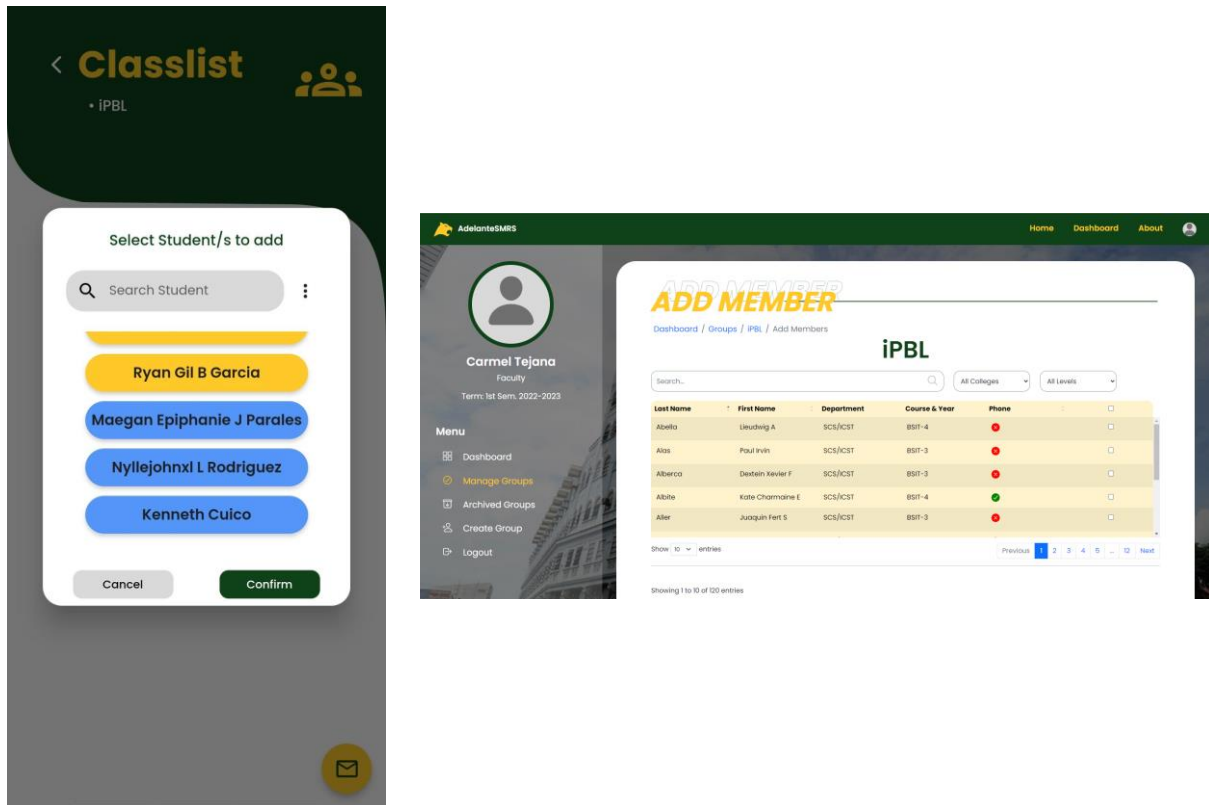 Classlist
• iPBL
Select Student/s to add
Search Student
Ryan Gil B Garcia
Maegan Epiphanie J Parales
Nyllejohnxl L Rodriguez
Kenneth Cuico
Cancel Confirm
AdelanteSMRS Home Dashboard About
Carmel Tejana
Faculty
Term: 1st Sem. 2022-2023
Menu
Dashboard
Manage Groups
Archived Groups
Create Group
Logout
ADD MEMBER
ADD MEMBER
Dashboard / Groups / iPBL / Add Members
iPBL
Search... All Colleges All Levels
Last Name First Name Department Course & Year Phone
Abella Lieudwig A SCS/ICST BSIT-4
Alas Paul Irvin SCS/ICST BSIT-3
Alberca Dextein Xevier F SCS/ICST BSIT-3
Albite Kate Charmaine E SCS/ICST BSIT-4
Aller Juaquin Fert S SCS/ICST BSIT-3
Show 10 entries Previous 1 2 3 4 5 ... 12 Next
Showing 1 to 10 of 120 entries